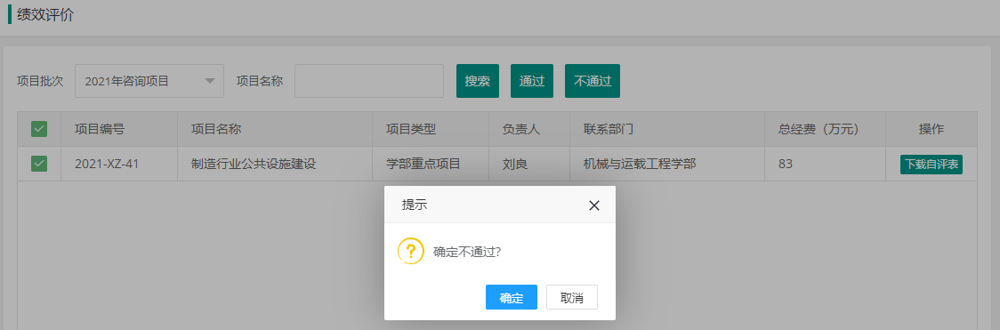 绩效评价
项目批次 2021年咨询项目 项目名称 搜索 通过 不通过
项目编号 项目名称 项目类型 负责人 联系部门 总经费（万元） 操作
2021-XZ-41 制造行业公共设施建设 学部重点项目 刘良 机械与运载工程学部 83 下载自评表
提示
?
确定不通过?
确定 取消